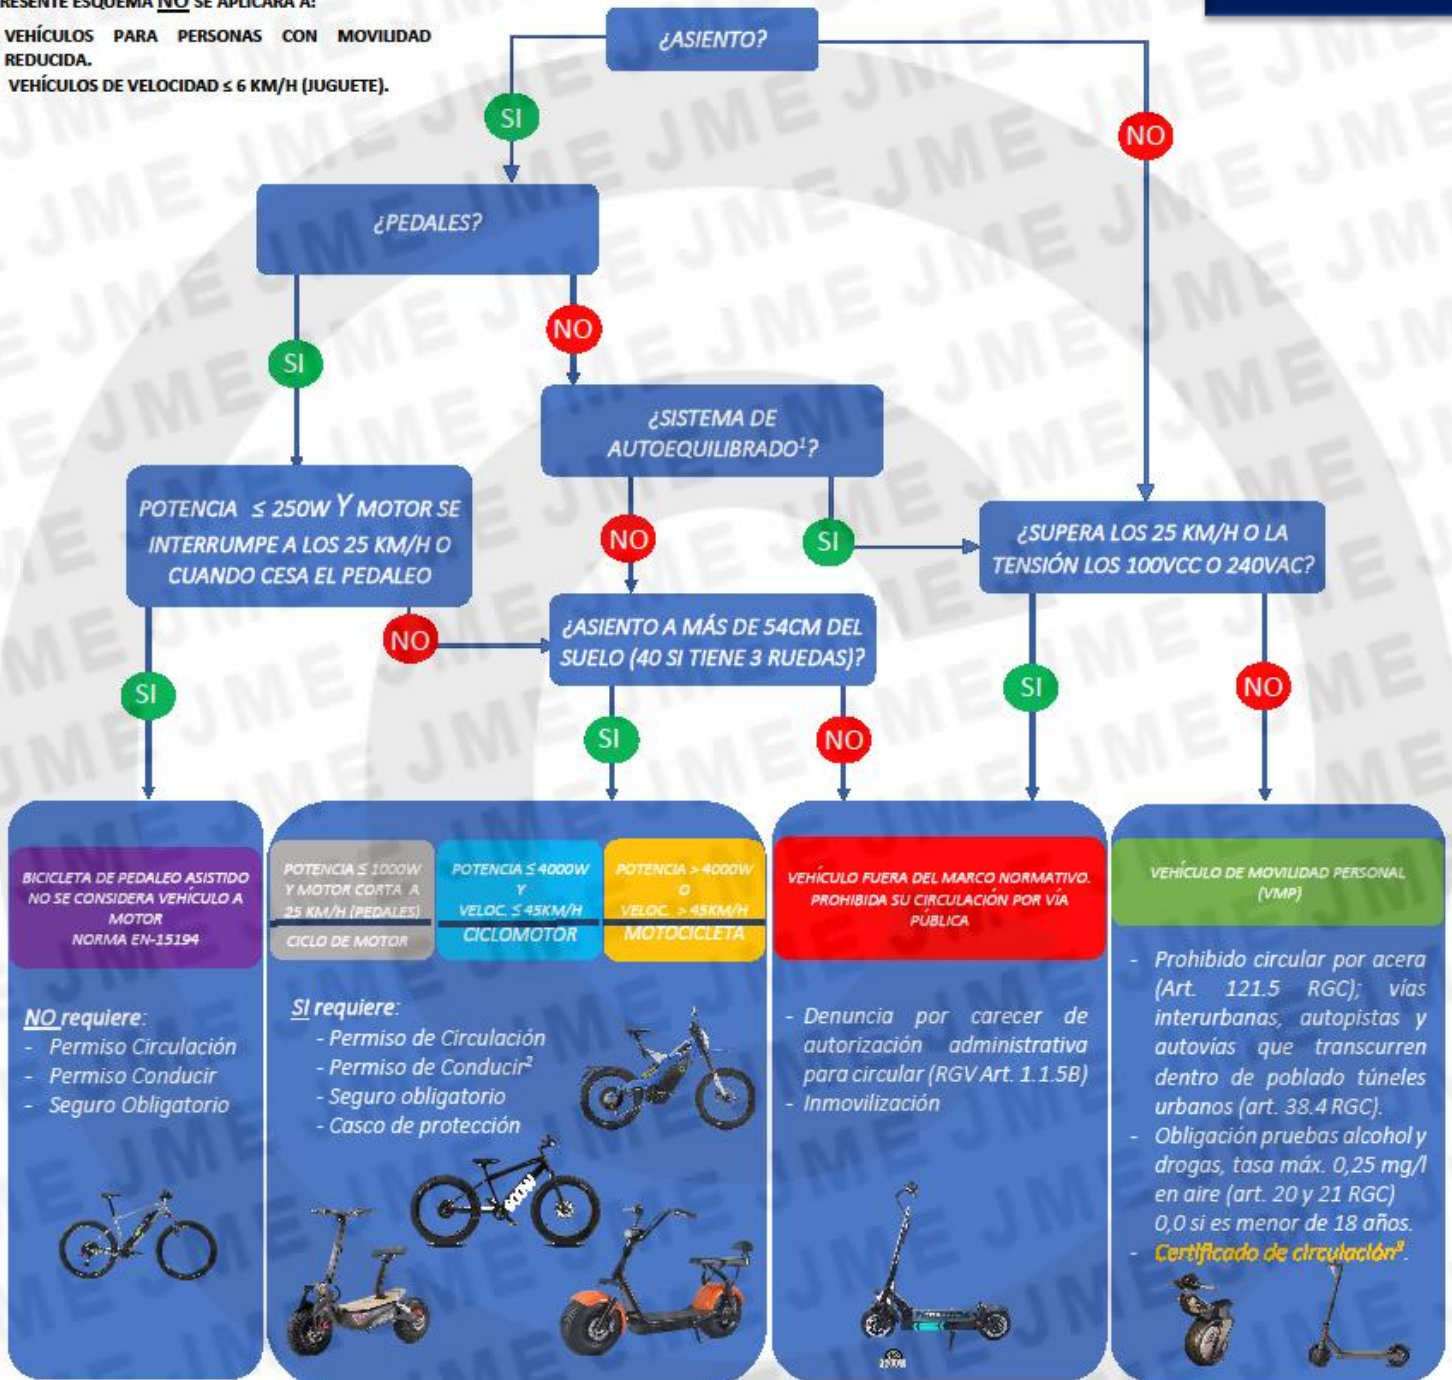 RESENTE ESQUEMA NO SE APLICARÁ A:
VEHÍCULOS PARA PERSONAS CON MOVILIDAD
REDUCIDA.
VEHÍCULOS DE VELOCIDAD ≤ 6 KM/H (JUGUETE).
¿ASIENTO?
SI
NO
¿PEDALES?
SI
NO
¿SISTEMA DE
AUTOEQUILIBRADO¹?
NO
SI
POTENCIA ≤ 250W Y MOTOR SE
INTERRUMPE A LOS 25 KM/H O
CUANDO CESA EL PEDALEO
SI
NO
¿SUPERA LOS 25 KM/H O LA
TENSIÓN LOS 100VCC O 240VAC?
SI
NO
¿ASIENTO A MÁS DE 54CM DEL
SUELO (40 SI TIENE 3 RUEDAS)?
SI
NO
BICICLETA DE PEDALEO ASISTIDO
NO SE CONSIDERA VEHÍCULO A
MOTOR
NORMA EN-15194
NO requiere:
- Permiso Circulación
- Permiso Conducir
- Seguro Obligatorio
POTENCIA ≤ 1000W
Y MOTOR CORTA A
25 KM/H (PEDALES)
CICLO DE MOTOR
POTENCIA ≤ 4000W
Y
VELOC. ≤ 45KM/H
CICLOMOTOR
POTENCIA > 4000W
O
VELOC. > 45KM/H
MOTOCICLETA
SI requiere:
- Permiso de Circulación
- Permiso de Conducir²
- Seguro obligatorio
- Casco de protección
600W
VEHÍCULO FUERA DEL MARCO NORMATIVO.
PROHIBIDA SU CIRCULACIÓN POR VÍA
PÚBLICA
- Denuncia por carecer de
autorización administrativa
para circular (RGV Art. 1.1.5B)
- Inmovilización
VEHÍCULO DE MOVILIDAD PERSONAL
(VMP)
- Prohibido circular por acera
(Art. 121.5 RGC); vías
interurbanas, autopistas y
autovías que transcurren
dentro de poblado túneles
urbanos (art. 38.4 RGC).
- Obligación pruebas alcohol y
drogas, tasa máx. 0,25 mg/l
en aire (art. 20 y 21 RGC)
0,0 si es menor de 18 años.
- Certificado de circulación³.
JME JME JME JME JME JME